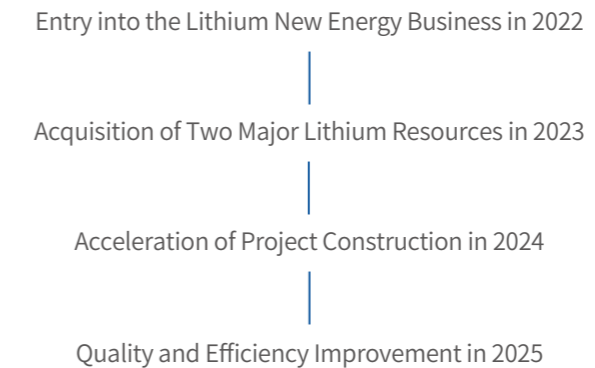 Entry into the Lithium New Energy Business in 2022
Acquisition of Two Major Lithium Resources in 2023
Acceleration of Project Construction in 2024
Quality and Efficiency Improvement in 2025